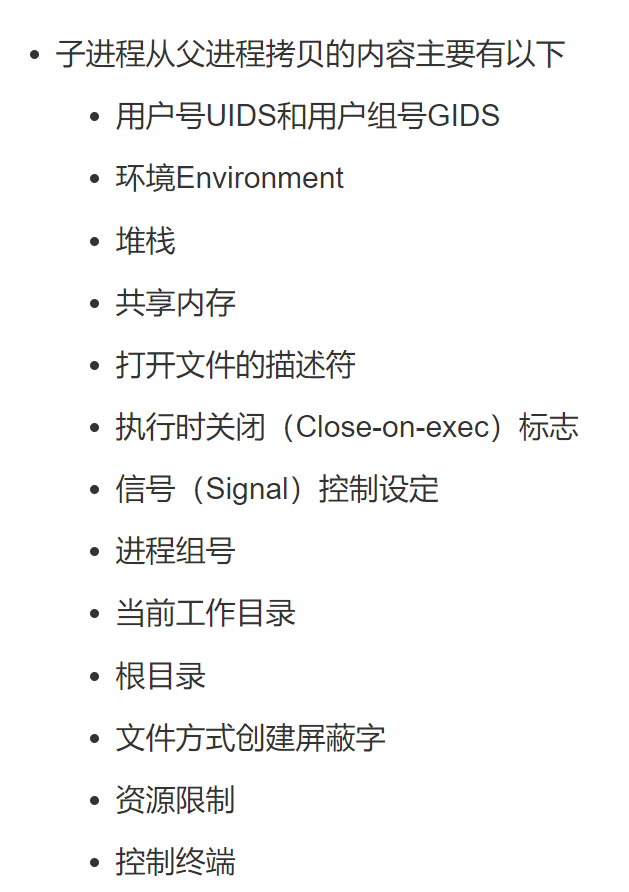 子进程从父进程拷贝的内容主要有以下
用户号UIDS和用户组号GIDS
环境Environment
堆栈
共享内存
打开文件的描述符
执行时关闭（Close-on-exec）标志
信号（Signal）控制设定
进程组号
当前工作目录
根目录
文件方式创建屏蔽字
资源限制
控制终端